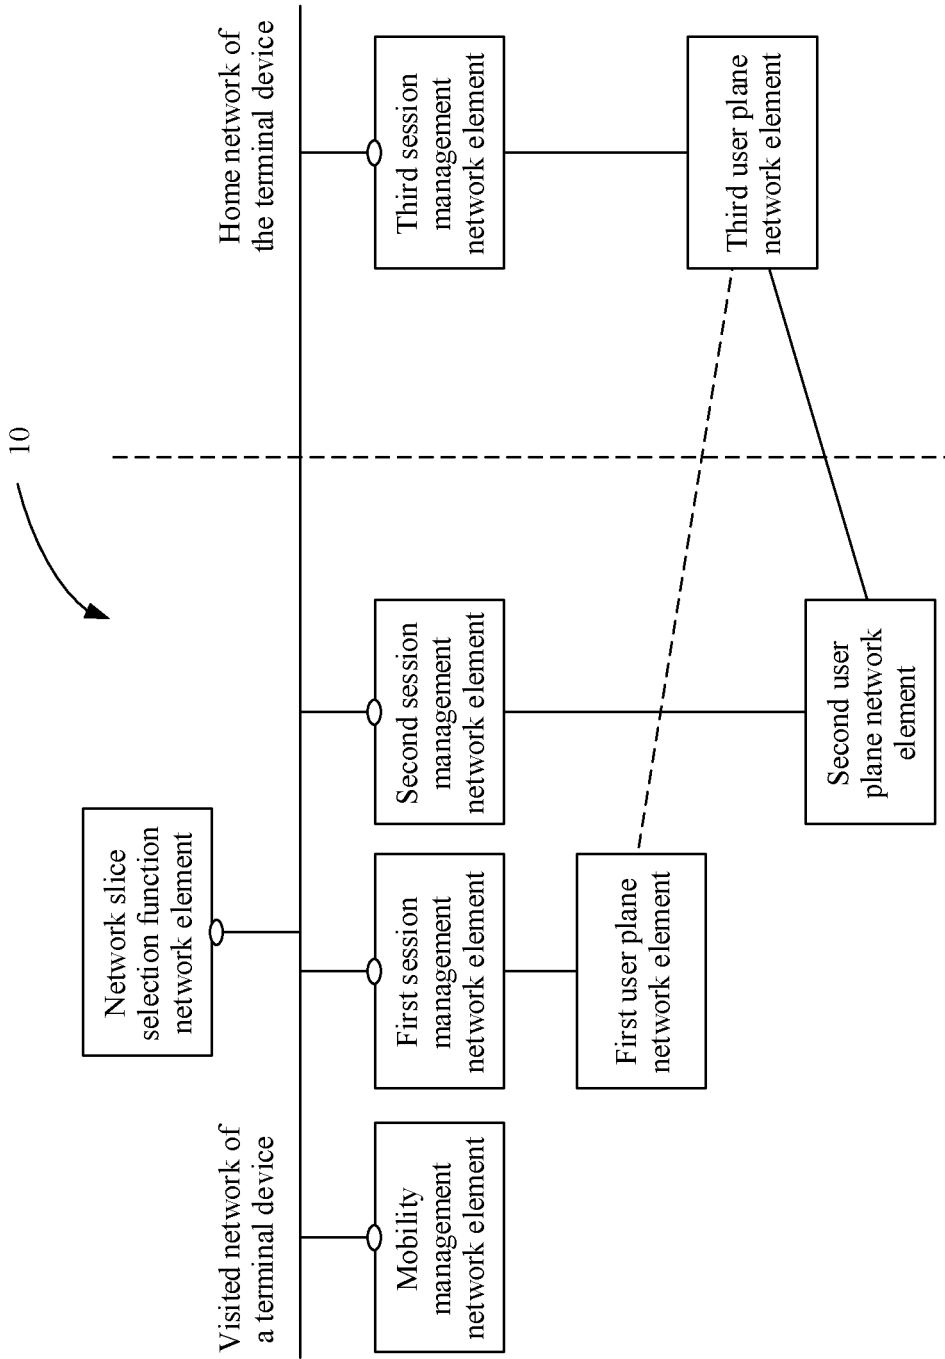 10
Network slice
selection function
network element
Visited network of
a terminal device
Home network of
the terminal device
Mobility
management
network element
First session
management
network element
Second session
management
network element
Third session
management
network element
First user plane
network element
Second user
plane network
element
Third user plane
network element